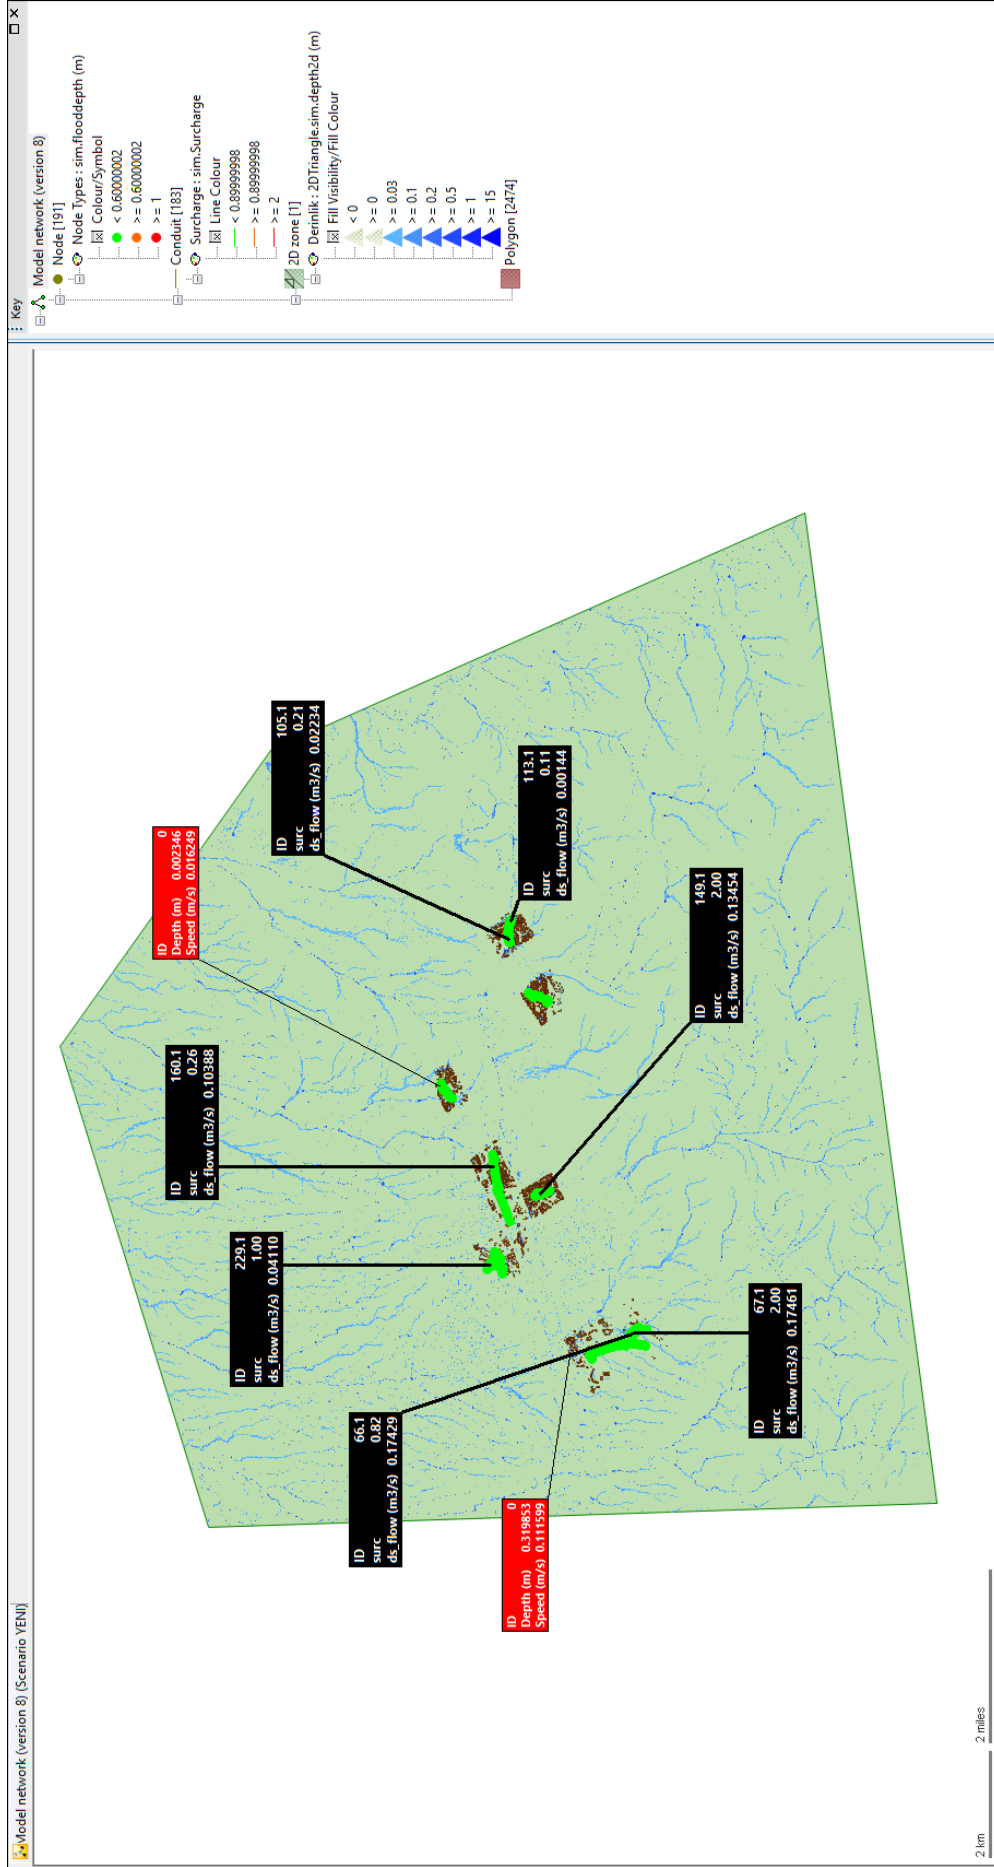 Model network (version 8) (Scenario YENI)
Key
Model network (version 8)
Node [191]
Node Types : sim.flooddepth (m)
Colour/Symbol
< 0.60000002
>= 0.60000002
>= 1
Conduit [183]
Surcharge : sim.Surcharge
Line Colour
< 0.89999998
>= 0.89999998
>= 2
2D zone [1]
Derinlik : 2DTriangle.sim.depth2d (m)
Fill Visibility/Fill Colour
< 0
>= 0
>= 0.03
>= 0.1
>= 0.2
>= 0.5
>= 1
>= 15
Polygon [2474]
ID 0
Depth (m) 0.002346
Speed (m/s) 0.016249
ID 160.1
surc 0.26
ds_flow (m3/s) 0.10388
ID 229.1
surc 1.00
ds_flow (m3/s) 0.04110
ID 105.1
surc 0.21
ds_flow (m3/s) 0.02234
ID 66.1
surc 0.82
ds_flow (m3/s) 0.17429
ID 0
Depth (m) 0.319853
Speed (m/s) 0.111599
ID 113.1
surc 0.11
ds_flow (m3/s) 0.00144
ID 149.1
surc 2.00
ds_flow (m3/s) 0.13454
ID 67.1
surc 2.00
ds_flow (m3/s) 0.17461
2 km
2 miles